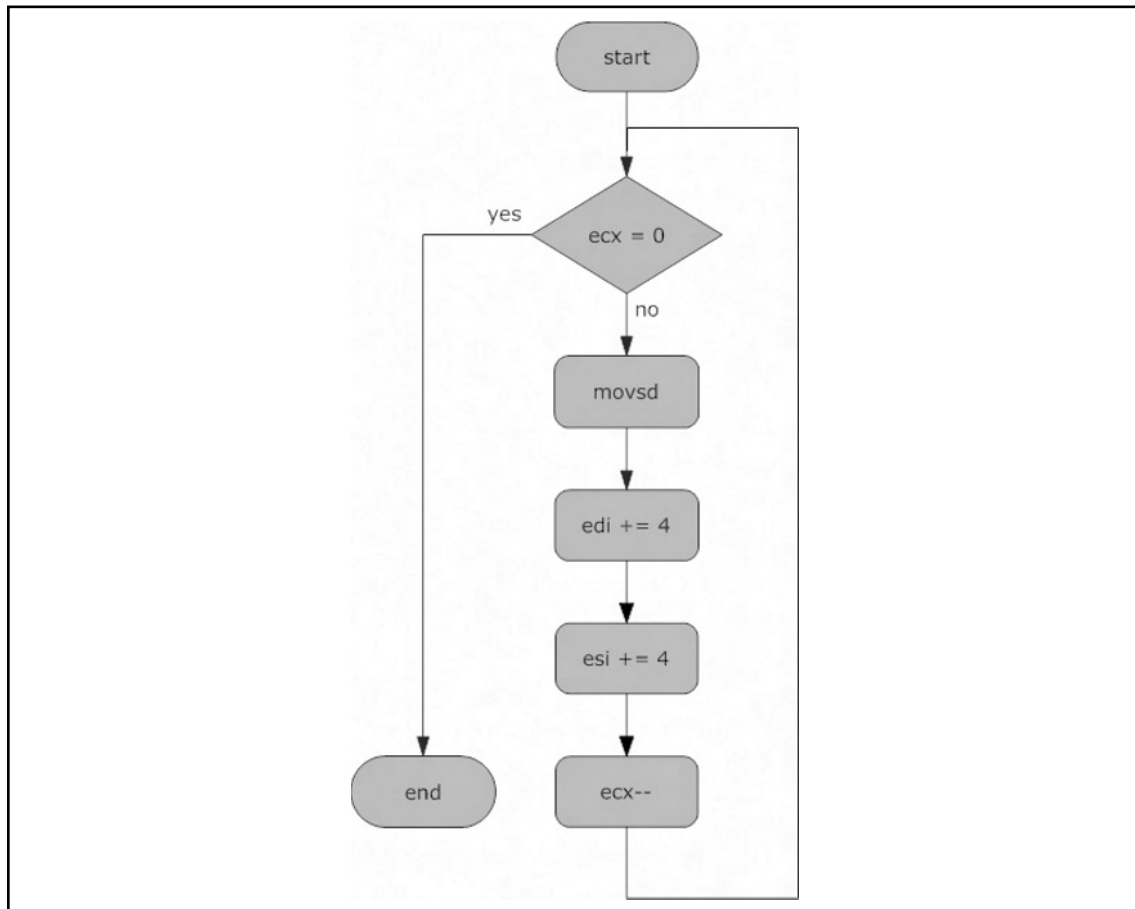 start
ecx = 0
yes
no
movsd
edi += 4
esi += 4
ecx--
end